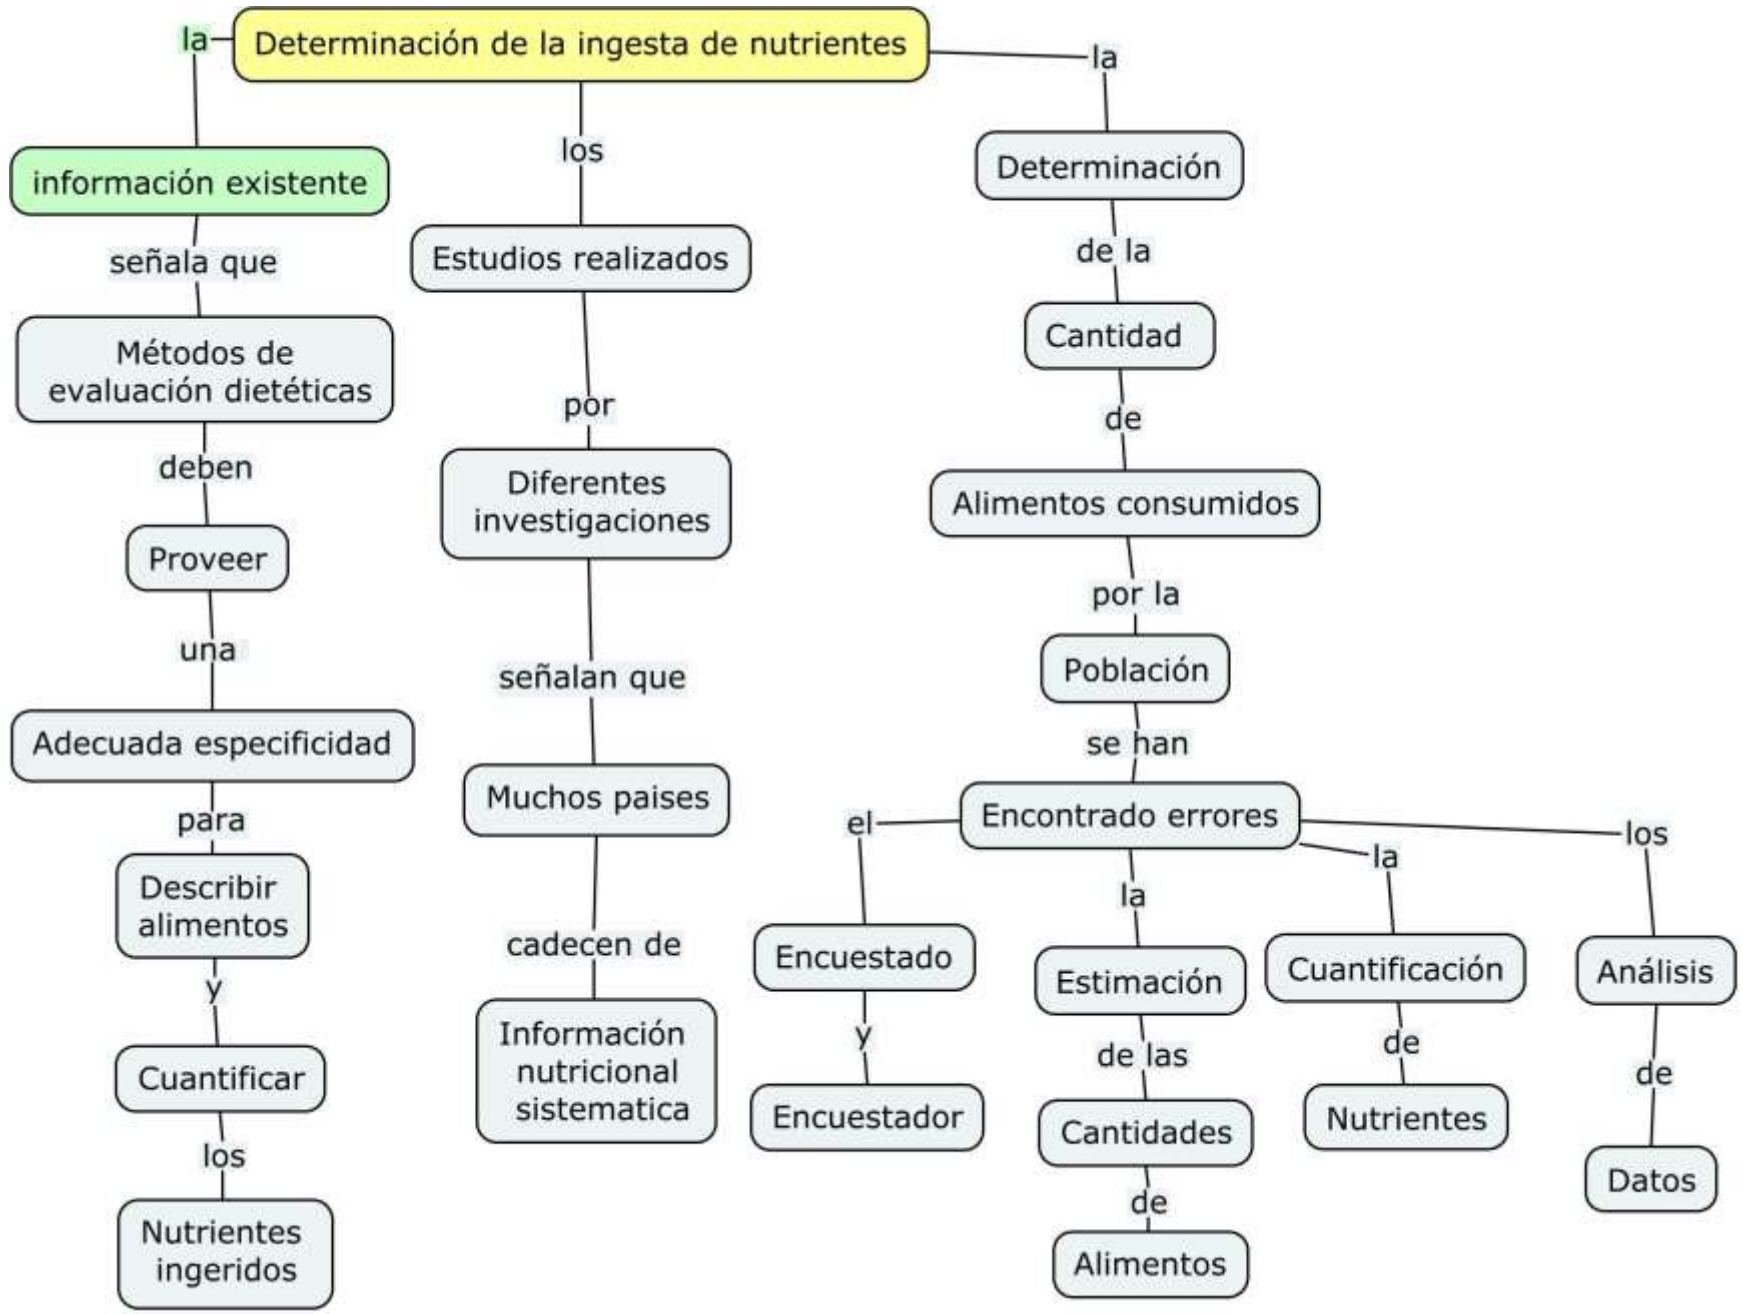 Determinación de la ingesta de nutrientes
la
información existente
señala que
Métodos de
evaluación dietéticas
deben
Proveer
una
Adecuada especificidad
para
Describir
alimentos
y
Cuantificar
los
Nutrientes
ingeridos
los
Estudios realizados
por
Diferentes
investigaciones
señalan que
Muchos paises
cadecen de
Información
nutricional
sistematica
la
Determinación
de la
Cantidad
de
Alimentos consumidos
por la
Población
se han
Encontrado errores
el
Encuestado
y
Encuestador
la
Estimación
de las
Cantidades
de
Alimentos
la
Cuantificación
de
Nutrientes
los
Análisis
de
Datos